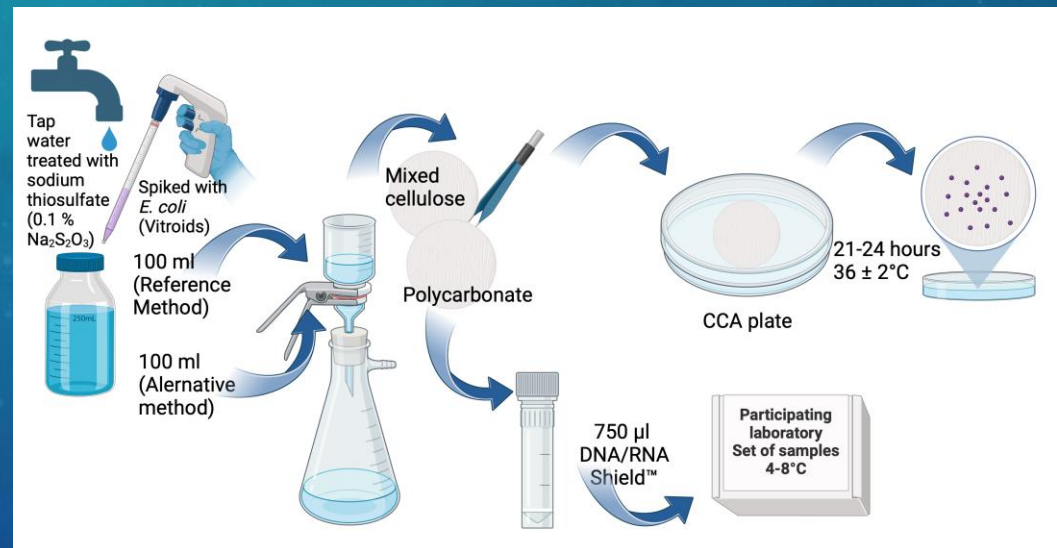 Tap
water
treated with
sodium
thiosulfate
(0.1 %
Na₂S₂O₃)
Spiked with
E. coli
(Vitroids)
250mL
100 ml
(Reference
Method)
100 ml
(Alernative
method)
Mixed
cellulose
Polycarbonate
CCA plate
21-24 hours
36 ± 2°C
750 µl
DNA/RNA
Shield™
Participating
laboratory
Set of samples
4-8°C